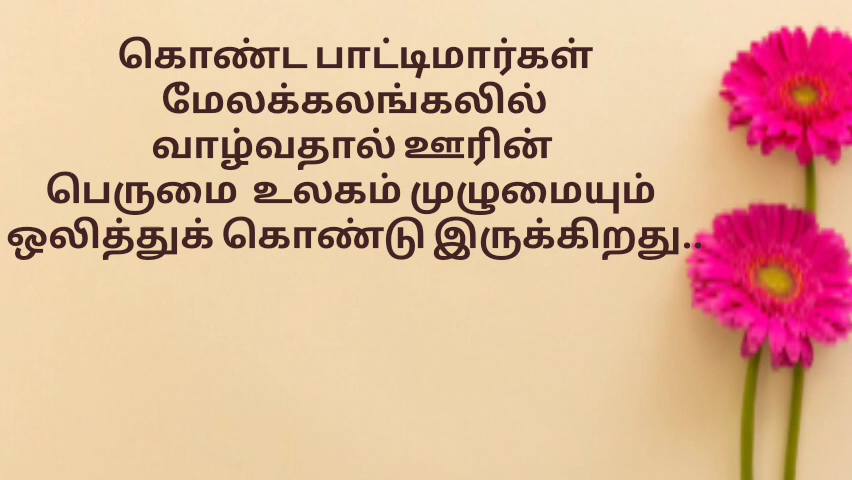 கொண்ட பாட்டிமார்கள்
மேலக்கலங்கலில்
வாழ்வதால் ஊரின்
பெருமை உலகம் முழுமையும்
ஒலித்துக் கொண்டு இருக்கிறது..